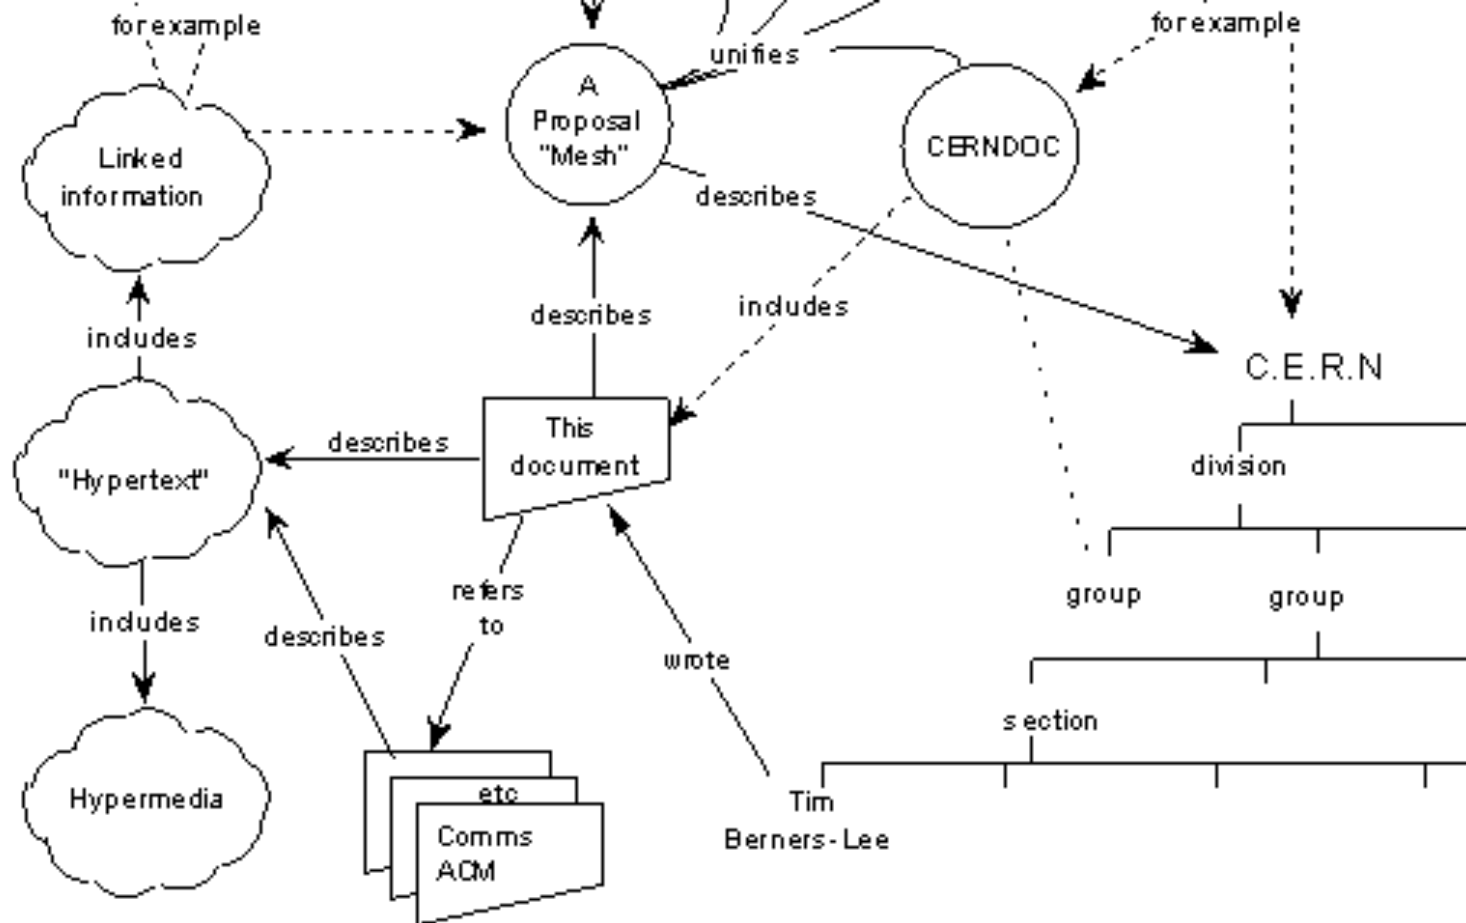 for example
unifies
for example
A
Proposal
"Mesh"
CERNDOC
Linked
information
describes
includes
describes
includes
C.E.R.N
This
document
describes
"Hypertext"
division
refers
to
group
group
includes
describes
wrote
section
Hypermedia
etc
Comms
ACM
Tim
Berners-Lee